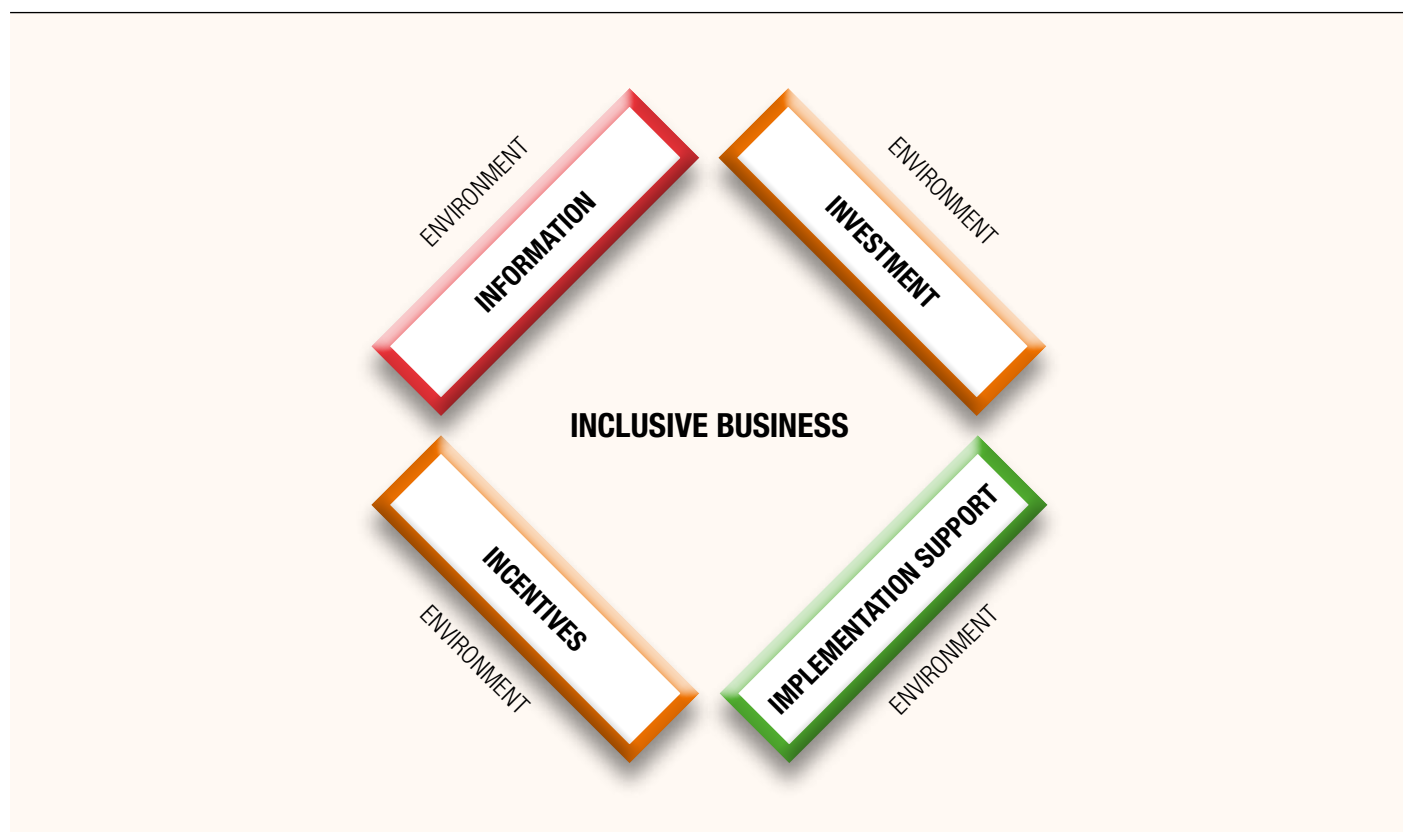 ENVIRONMENT
ENVIRONMENT
INFORMATION
INVESTMENT
INCLUSIVE BUSINESS
INCENTIVES
IMPLEMENTATION SUPPORT
ENVIRONMENT
ENVIRONMENT